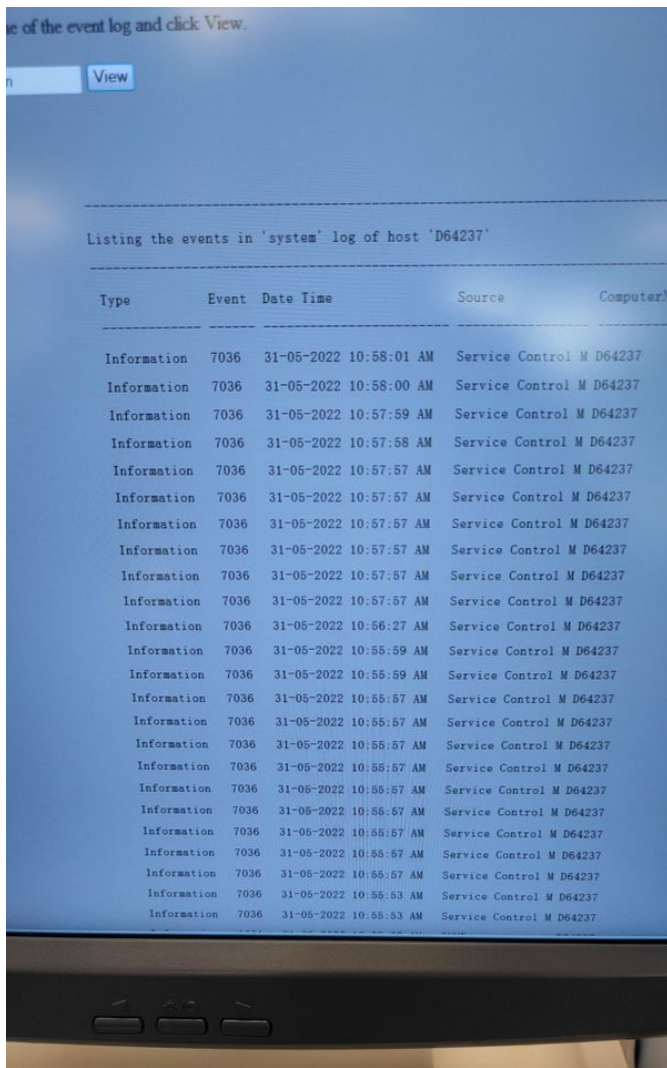 of the event log and click View.
View
Listing the events in 'system' log of host 'D64237'
Type Event Date Time Source
Information 7036 31-05-2022 10:58:01 AM Service Control M D64237
Information 7036 31-05-2022 10:58:00 AM Service Control M D64237
Information 7036 31-05-2022 10:57:59 AM Service Control M D64237
Information 7036 31-05-2022 10:57:58 AM Service Control M D64237
Information 7036 31-05-2022 10:57:57 AM Service Control M D64237
Information 7036 31-05-2022 10:57:57 AM Service Control M D64237
Information 7036 31-05-2022 10:57:57 AM Service Control M D64237
Information 7036 31-05-2022 10:57:57 AM Service Control M D64237
Information 7036 31-05-2022 10:57:57 AM Service Control M D64237
Information 7036 31-05-2022 10:57:57 AM Service Control M D64237
Information 7036 31-05-2022 10:56:27 AM Service Control M D64237
Information 7036 31-05-2022 10:55:59 AM Service Control M D64237
Information 7036 31-05-2022 10:55:59 AM Service Control M D64237
Information 7036 31-05-2022 10:55:57 AM Service Control M D64237
Information 7036 31-05-2022 10:55:57 AM Service Control M D64237
Information 7036 31-05-2022 10:55:57 AM Service Control M D64237
Information 7036 31-05-2022 10:55:57 AM Service Control M D64237
Information 7036 31-05-2022 10:55:57 AM Service Control M D64237
Information 7036 31-05-2022 10:55:57 AM Service Control M D64237
Information 7036 31-05-2022 10:55:57 AM Service Control M D64237
Information 7036 31-05-2022 10:55:57 AM Service Control M D64237
Information 7036 31-05-2022 10:55:57 AM Service Control M D64237
Information 7036 31-05-2022 10:55:53 AM Service Control M D64237
Information 7036 31-05-2022 10:55:53 AM Service Control M D64237